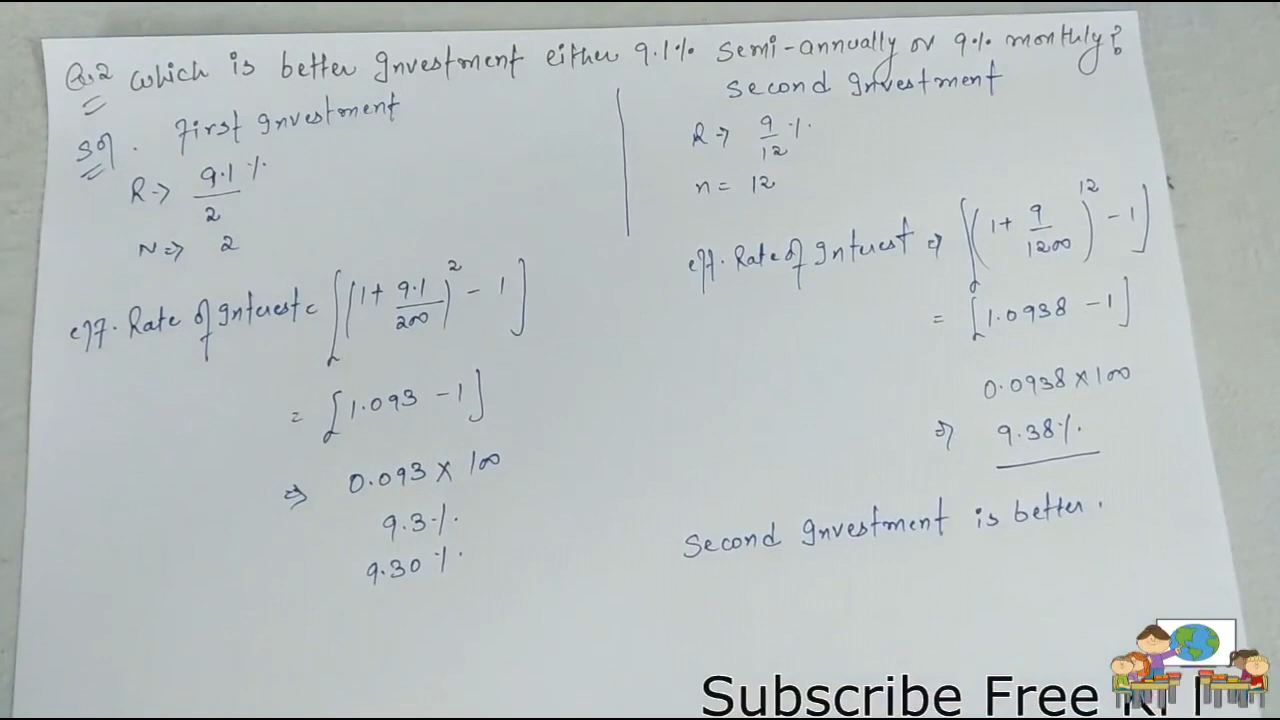 Q.2 Which is better Investment either 9.1% semi-annually or 9% monthly?
Sol. First Investment
R → 9.1%/2
N ⇒ 2
eff. Rate of Interest = [(1 + 9.1/200)^2 - 1]
= [1.093 - 1]
⇒ 0.093 × 100
9.3%.
9.30%.
Second Investment
R → 9/12 %.
n = 12
eff. Rate of Interest ⇒ [(1 + 9/1200)^12 - 1]
= [1.0938 - 1]
0.0938 × 100
⇒ 9.38%.
Second Investment is better.
Subscribe Free